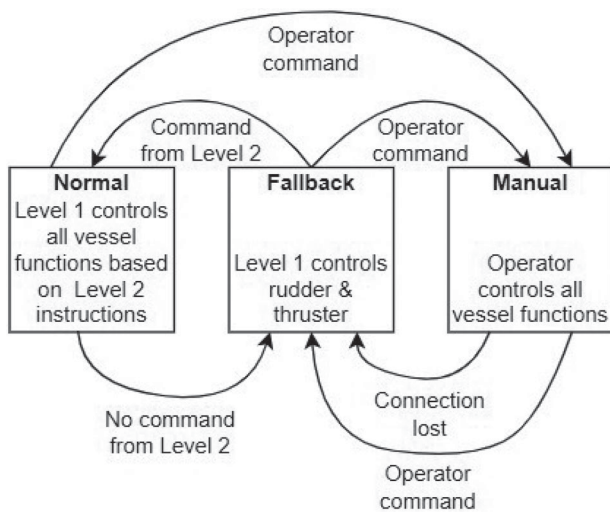 Operator
command
Command
from Level 2
Operator
command
Normal
Level 1 controls
all vessel
functions based
on Level 2
instructions
Fallback
Level 1 controls
rudder &
thruster
Manual
Operator
controls all
vessel functions
No command
from Level 2
Connection
lost
Operator
command